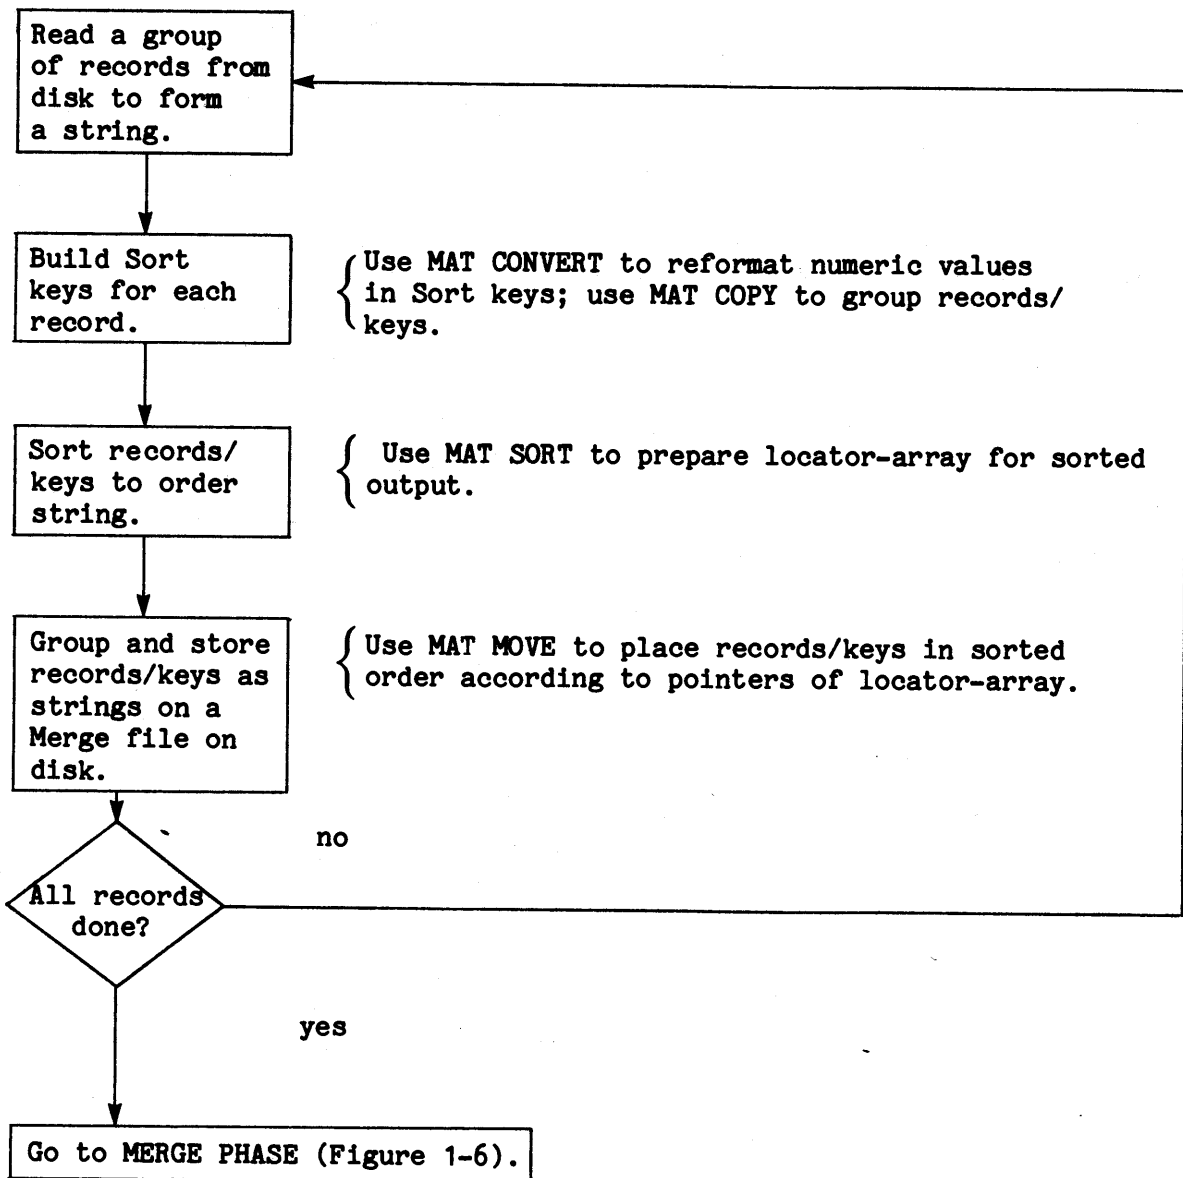 Read a group
of records from
disk to form
a string.
Build Sort
keys for each
record.
Use MAT CONVERT to reformat numeric values
in Sort keys; use MAT COPY to group records/
keys.
Sort records/
keys to order
string.
Use MAT SORT to prepare locator-array for sorted
output.
Group and store
records/keys as
strings on a
Merge file on
disk.
Use MAT MOVE to place records/keys in sorted
order according to pointers of locator-array.
no
All records
done?
yes
Go to MERGE PHASE (Figure 1-6).